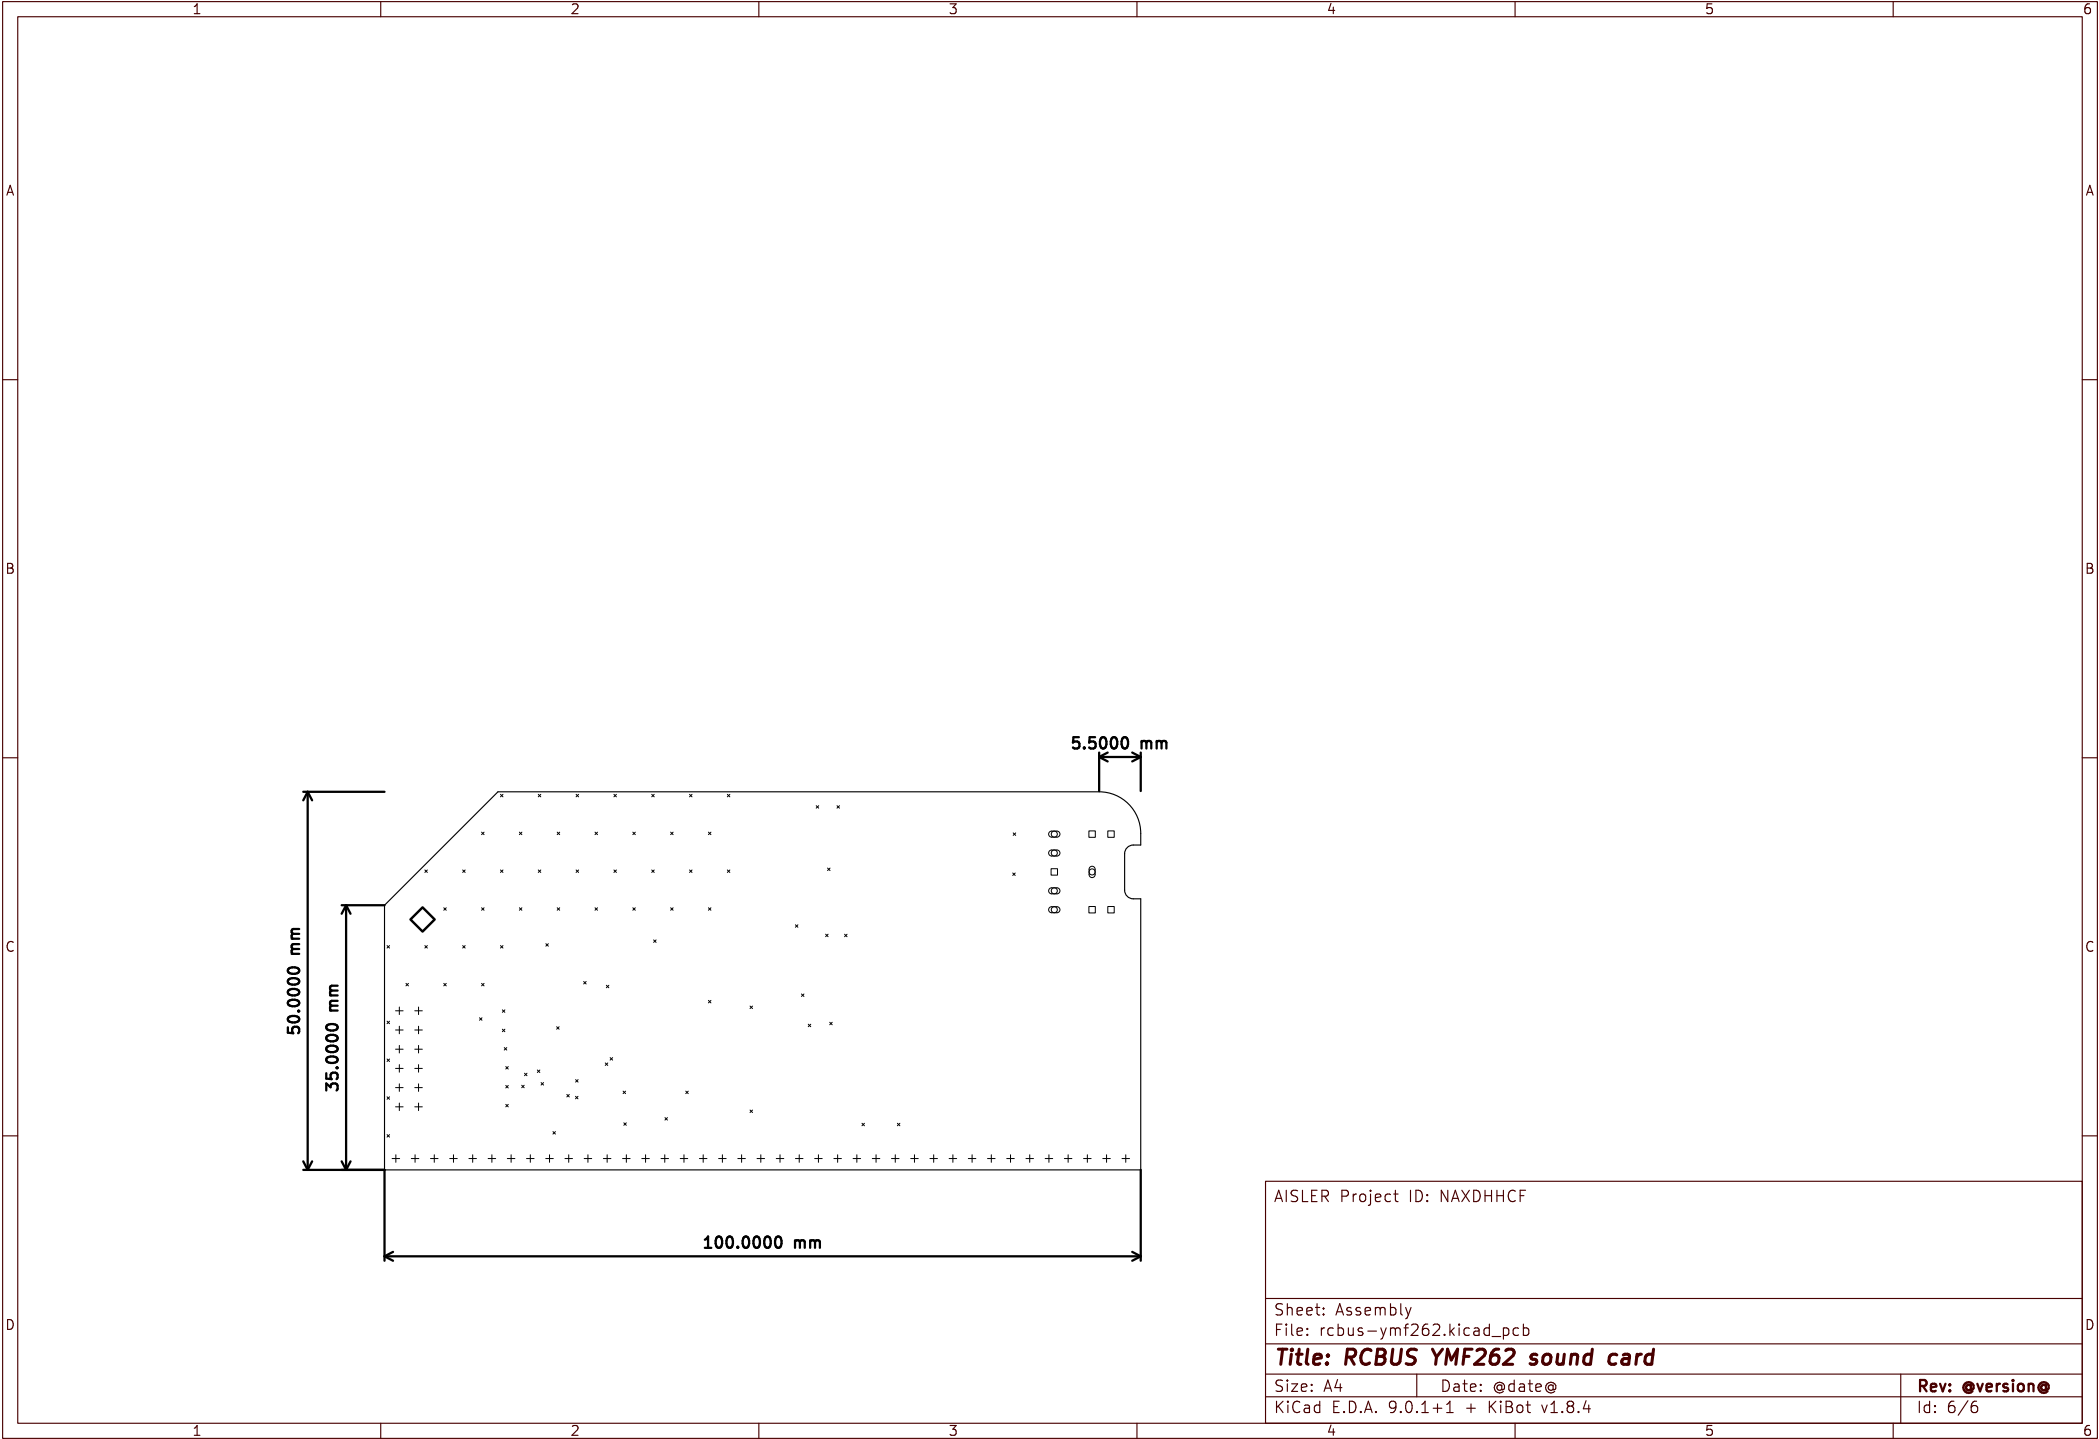 1 2 3 4 5 6
A A
B B
5.5000 mm
50.0000 mm
35.0000 mm
C C
100.0000 mm
AISLER Project ID: NAXDHHCF
Sheet: Assembly
File: rcbus-ymf262.kicad_pcb
D D
Title: RCBUS YMF262 sound card
Size: A4 Date: @date@ Rev: @version@
KiCad E.D.A. 9.0.1+1 + KiBot v1.8.4 Id: 6/6
1 2 3 4 5 6